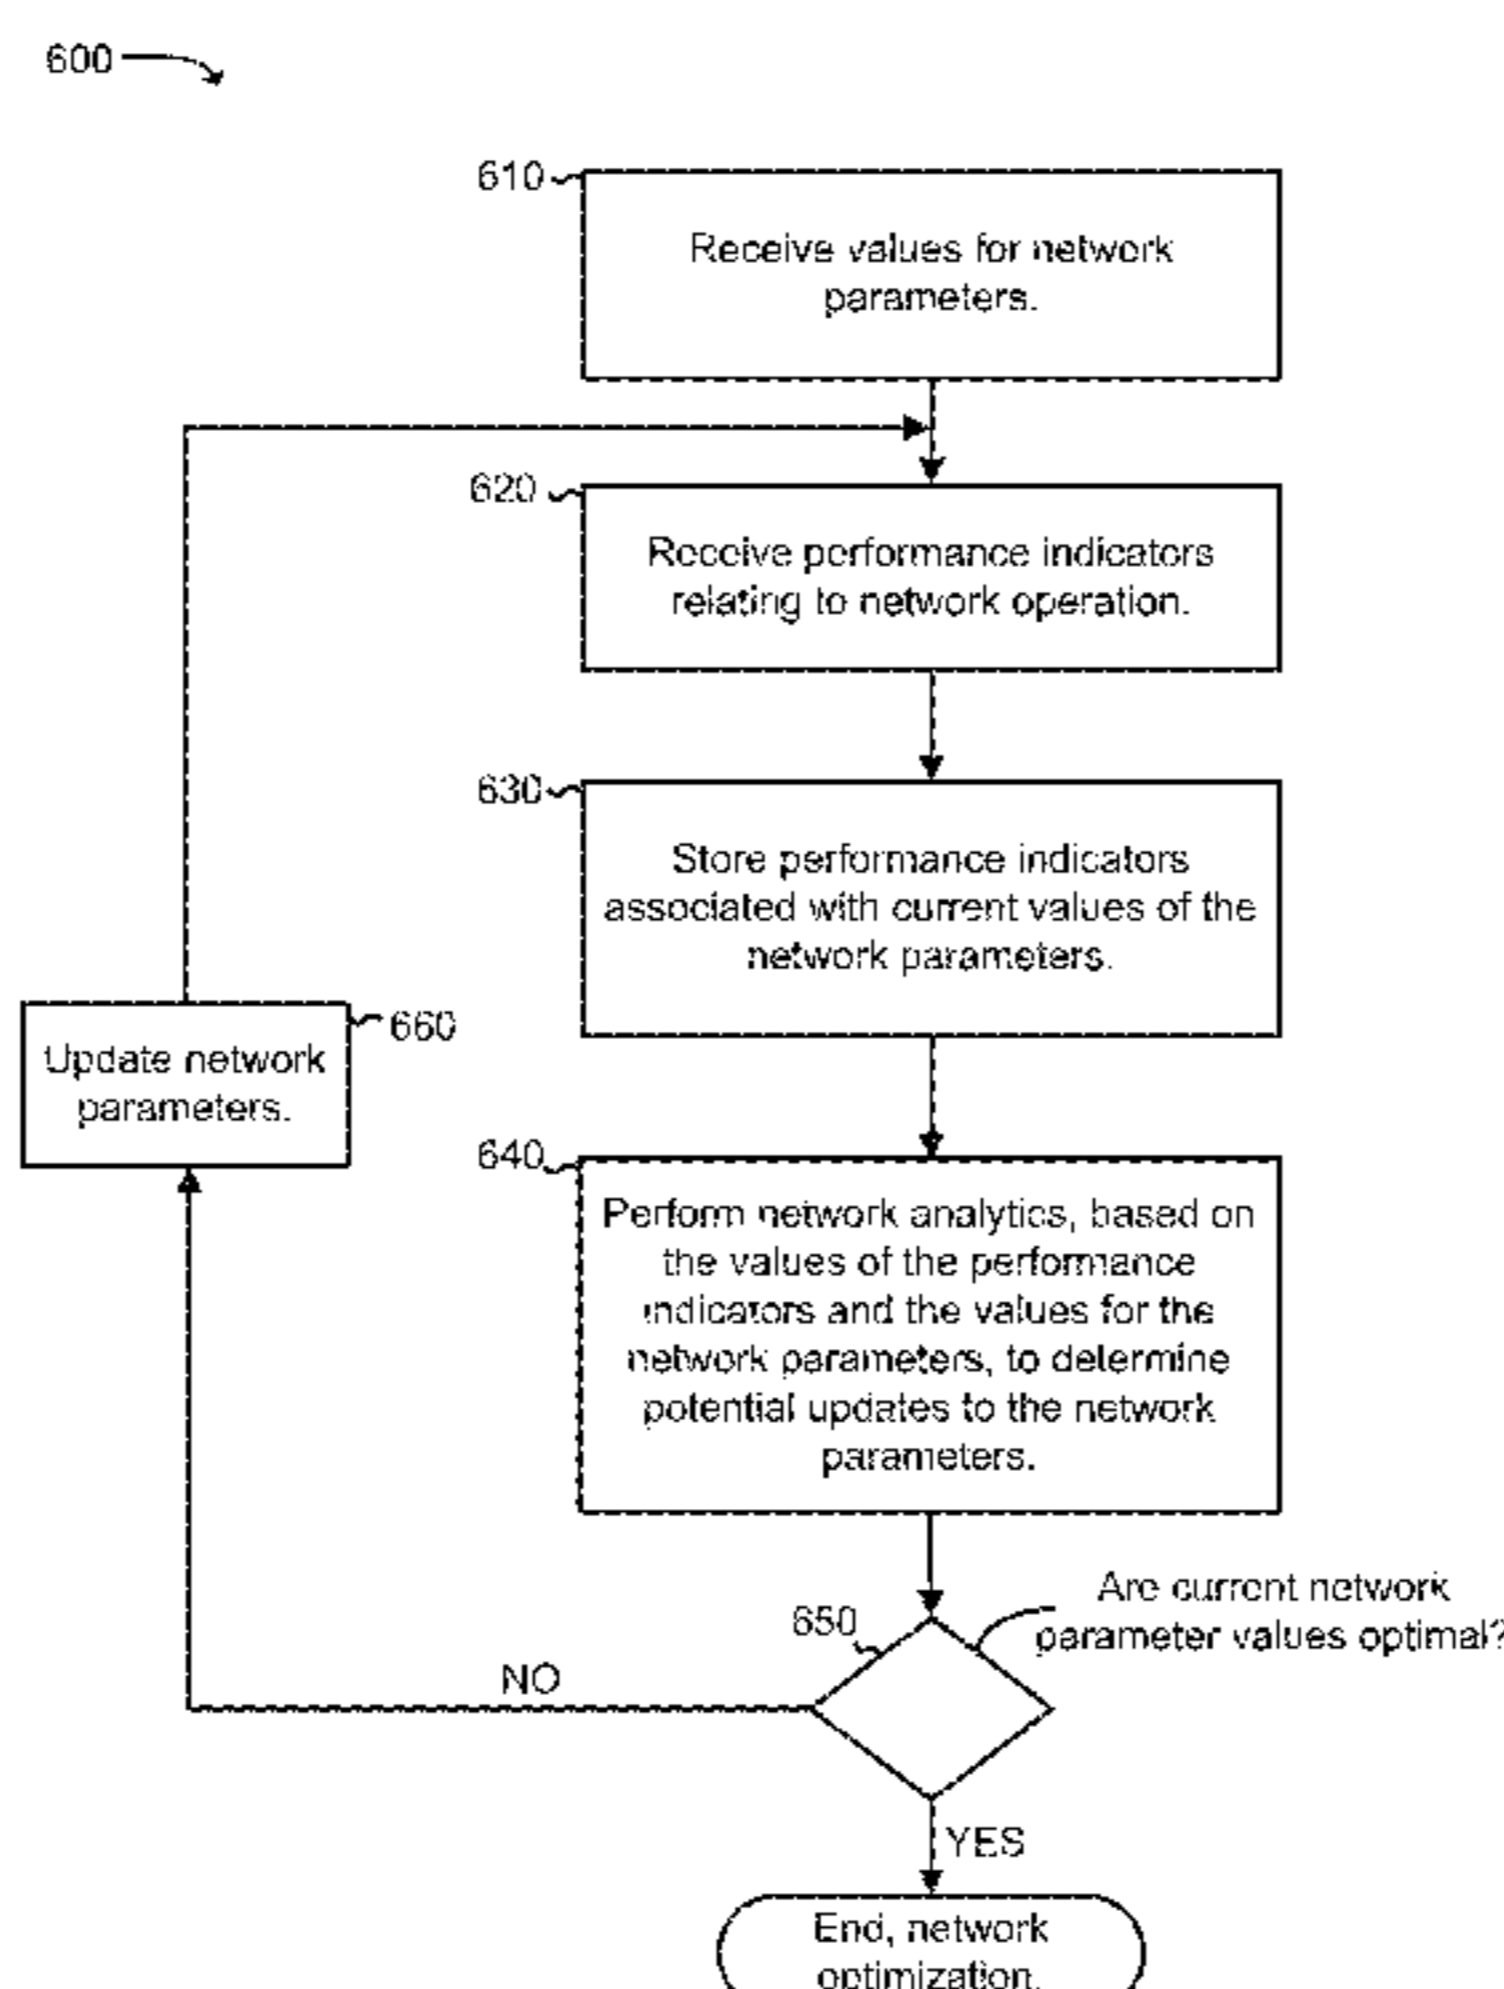 600
610
Receive values for network
parameters.
620
Receive performance indicators
relating to network operation.
630
Store performance indicators
associated with current values of the
network parameters.
660
Update network
parameters.
640
Perform network analytics, based on
the values of the performance
indicators and the values for the
network parameters, to determine
potential updates to the network
parameters.
650
Are current network
parameter values optimal?
NO
YES
End, network
optimization.